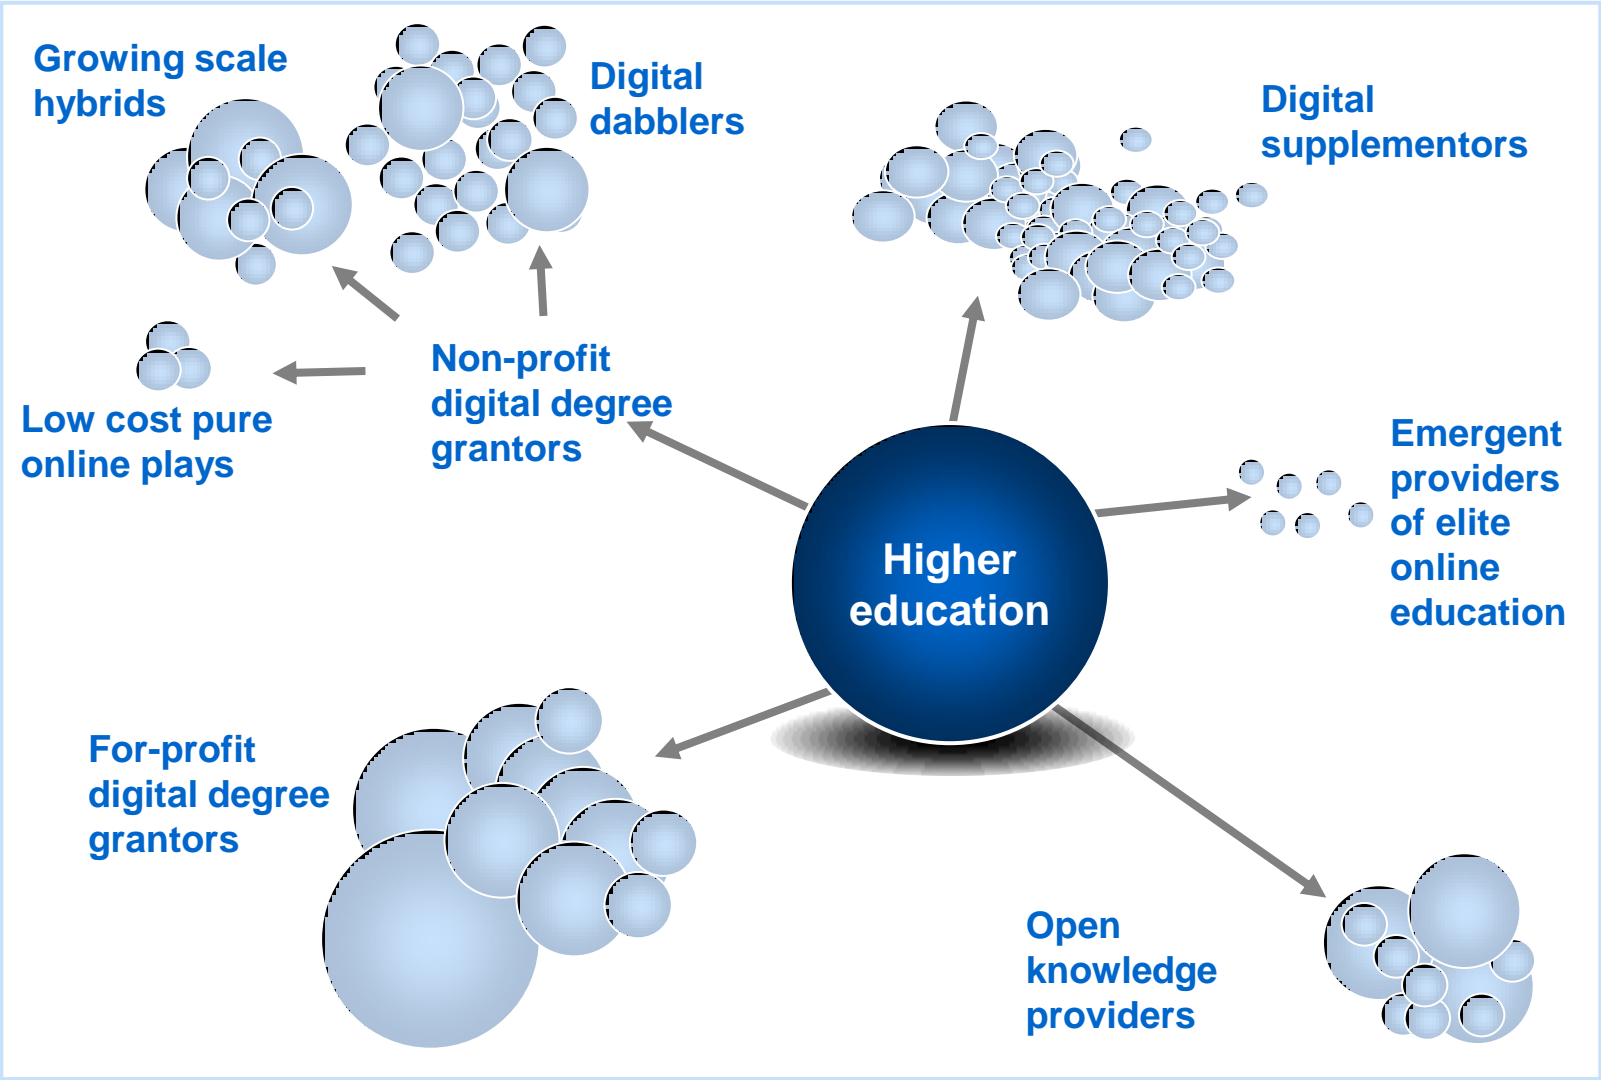 Growing scale
hybrids
Digital
dabblers
Digital
supplementors
Non-profit
digital degree
grantors
Low cost pure
online plays
Emergent
providers
of elite
online
education
Higher
education
For-profit
digital degree
grantors
Open
knowledge
providers